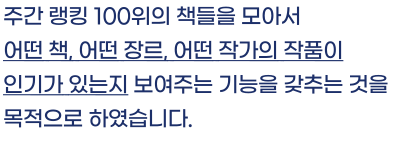 주간 랭킹 100위의 책들을 모아서
어떤 책, 어떤 장르, 어떤 작가의 작품이
인기가 있는지 보여주는 기능을 갖추는 것을
목적으로 하였습니다.